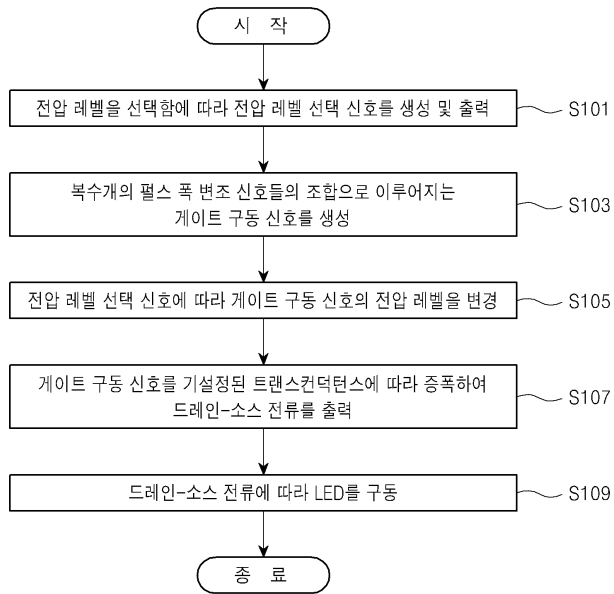 시 작
전압 레벨을 선택함에 따라 전압 레벨 선택 신호를 생성 및 출력
S101
복수개의 펄스 폭 변조 신호들의 조합으로 이루어지는
게이트 구동 신호를 생성
S103
전압 레벨 선택 신호에 따라 게이트 구동 신호의 전압 레벨을 변경
S105
게이트 구동 신호를 기설정된 트랜스컨덕턴스에 따라 증폭하여
드레인-소스 전류를 출력
S107
드레인-소스 전류에 따라 LED를 구동
S109
종 료